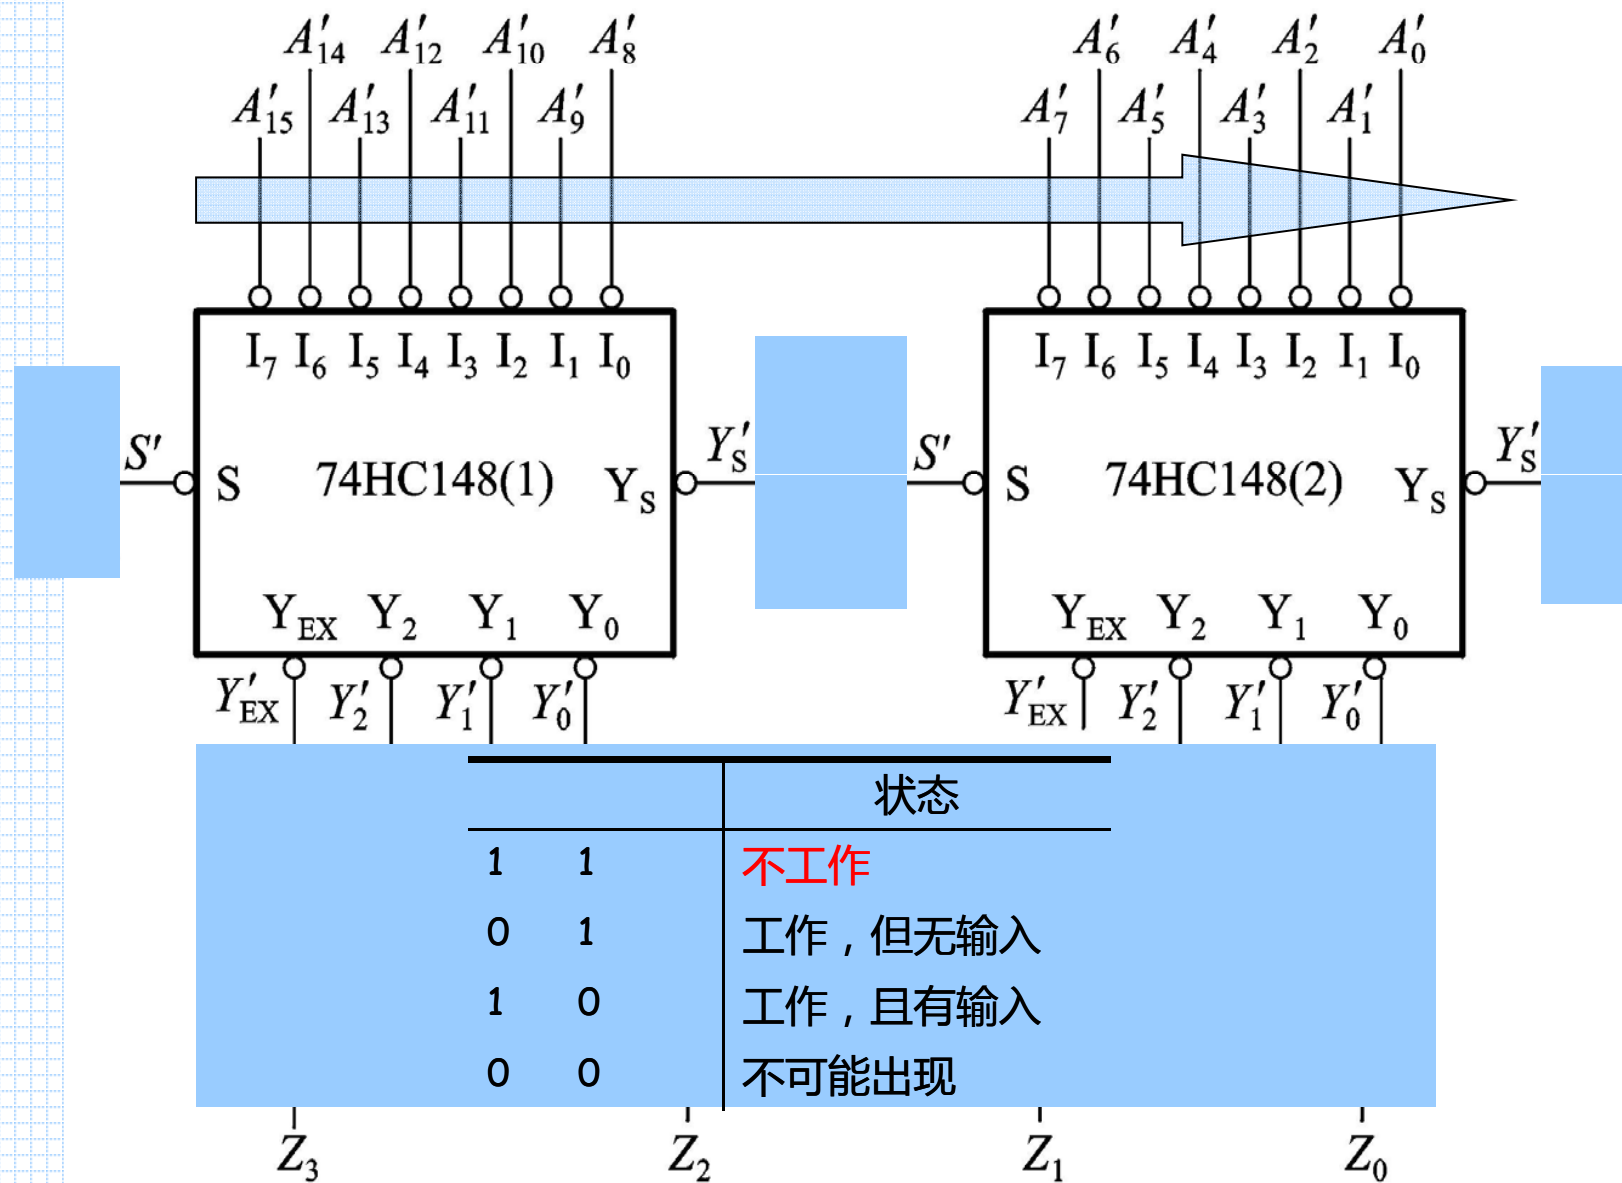 A′14 A′12 A′10 A′8 A′6 A′4 A′2 A′0
A′15 A′13 A′11 A′9 A′7 A′5 A′3 A′1
I7 I6 I5 I4 I3 I2 I1 I0 I7 I6 I5 I4 I3 I2 I1 I0
S′ S 74HC148(1) YS Y′S S′ S 74HC148(2) YS Y′S
YEX Y2 Y1 Y0 YEX Y2 Y1 Y0
Y′EX Y′2 Y′1 Y′0 Y′EX Y′2 Y′1 Y′0
状态
1 1 不工作
0 1 工作，但无输入
1 0 工作，且有输入
0 0 不可能出现
Z3 Z2 Z1 Z0